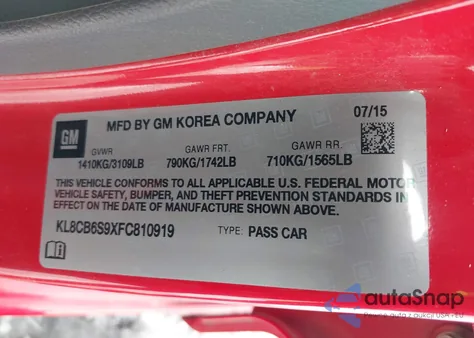 GM
MFD BY GM KOREA COMPANY 07/15
GVWR GAWR FRT. GAWR RR.
1410KG/3109LB 790KG/1742LB 710KG/1565LB
THIS VEHICLE CONFORMS TO ALL APPLICABLE U.S. FEDERAL MOTOR
VEHICLE SAFETY, BUMPER, AND THEFT PREVENTION STANDARDS IN
EFFECT ON THE DATE OF MANUFACTURE SHOWN ABOVE.
KL8CB6S9XFC810919 TYPE: PASS CAR
autoSnap